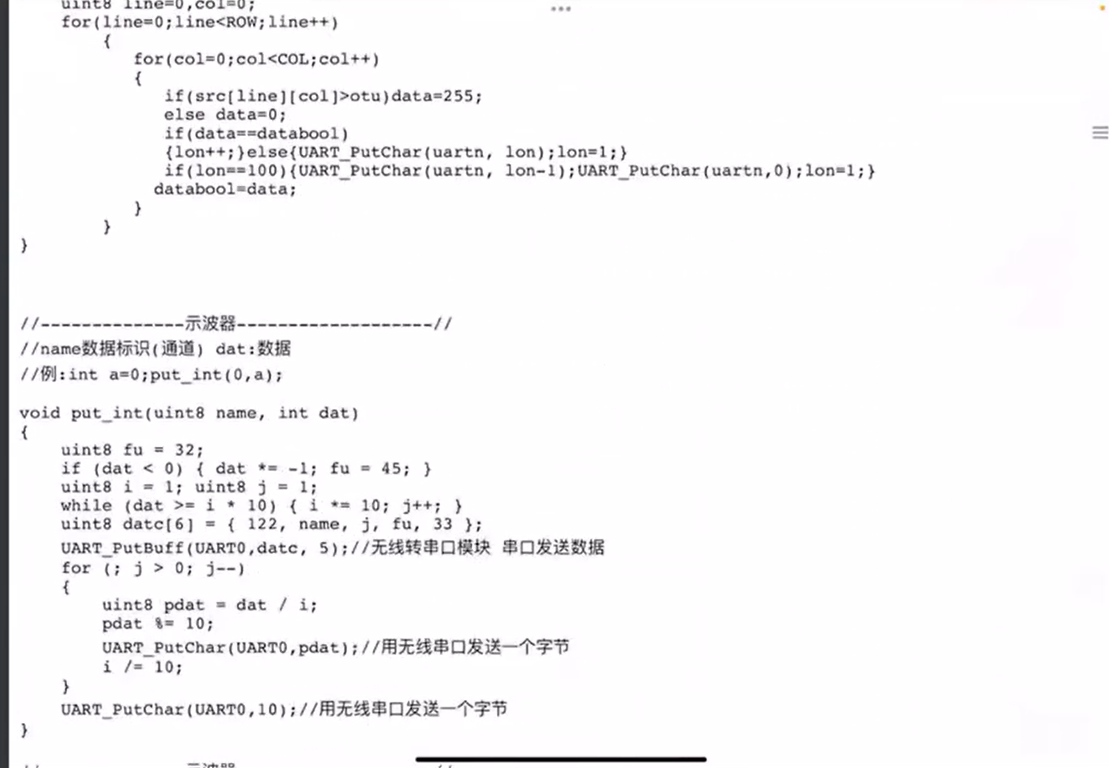 uint8 line=0,col=0;
for(line=0;line<ROW;line++)
{
for(col=0;col<COL;col++)
{
if(src[line][col]>otu)data=255;
else data=0;
if(data==databool)
{lon++;}else{UART_PutChar(uartn, lon);lon=1;}
if(lon==100){UART_PutChar(uartn, lon-1);UART_PutChar(uartn,0);lon=1;}
databool=data;
}
}
}
//--------------示波器-------------------//
//name数据标识(通道) dat:数据
//例:int a=0;put_int(0,a);
void put_int(uint8 name, int dat)
{
uint8 fu = 32;
if (dat < 0) { dat *= -1; fu = 45; }
uint8 i = 1; uint8 j = 1;
while (dat >= i * 10) { i *= 10; j++; }
uint8 datc[6] = { 122, name, j, fu, 33 };
UART_PutBuff(UART0,datc, 5);//无线转串口模块 串口发送数据
for (; j > 0; j--)
{
uint8 pdat = dat / i;
pdat %= 10;
UART_PutChar(UART0,pdat);//用无线串口发送一个字节
i /= 10;
}
UART_PutChar(UART0,10);//用无线串口发送一个字节
}